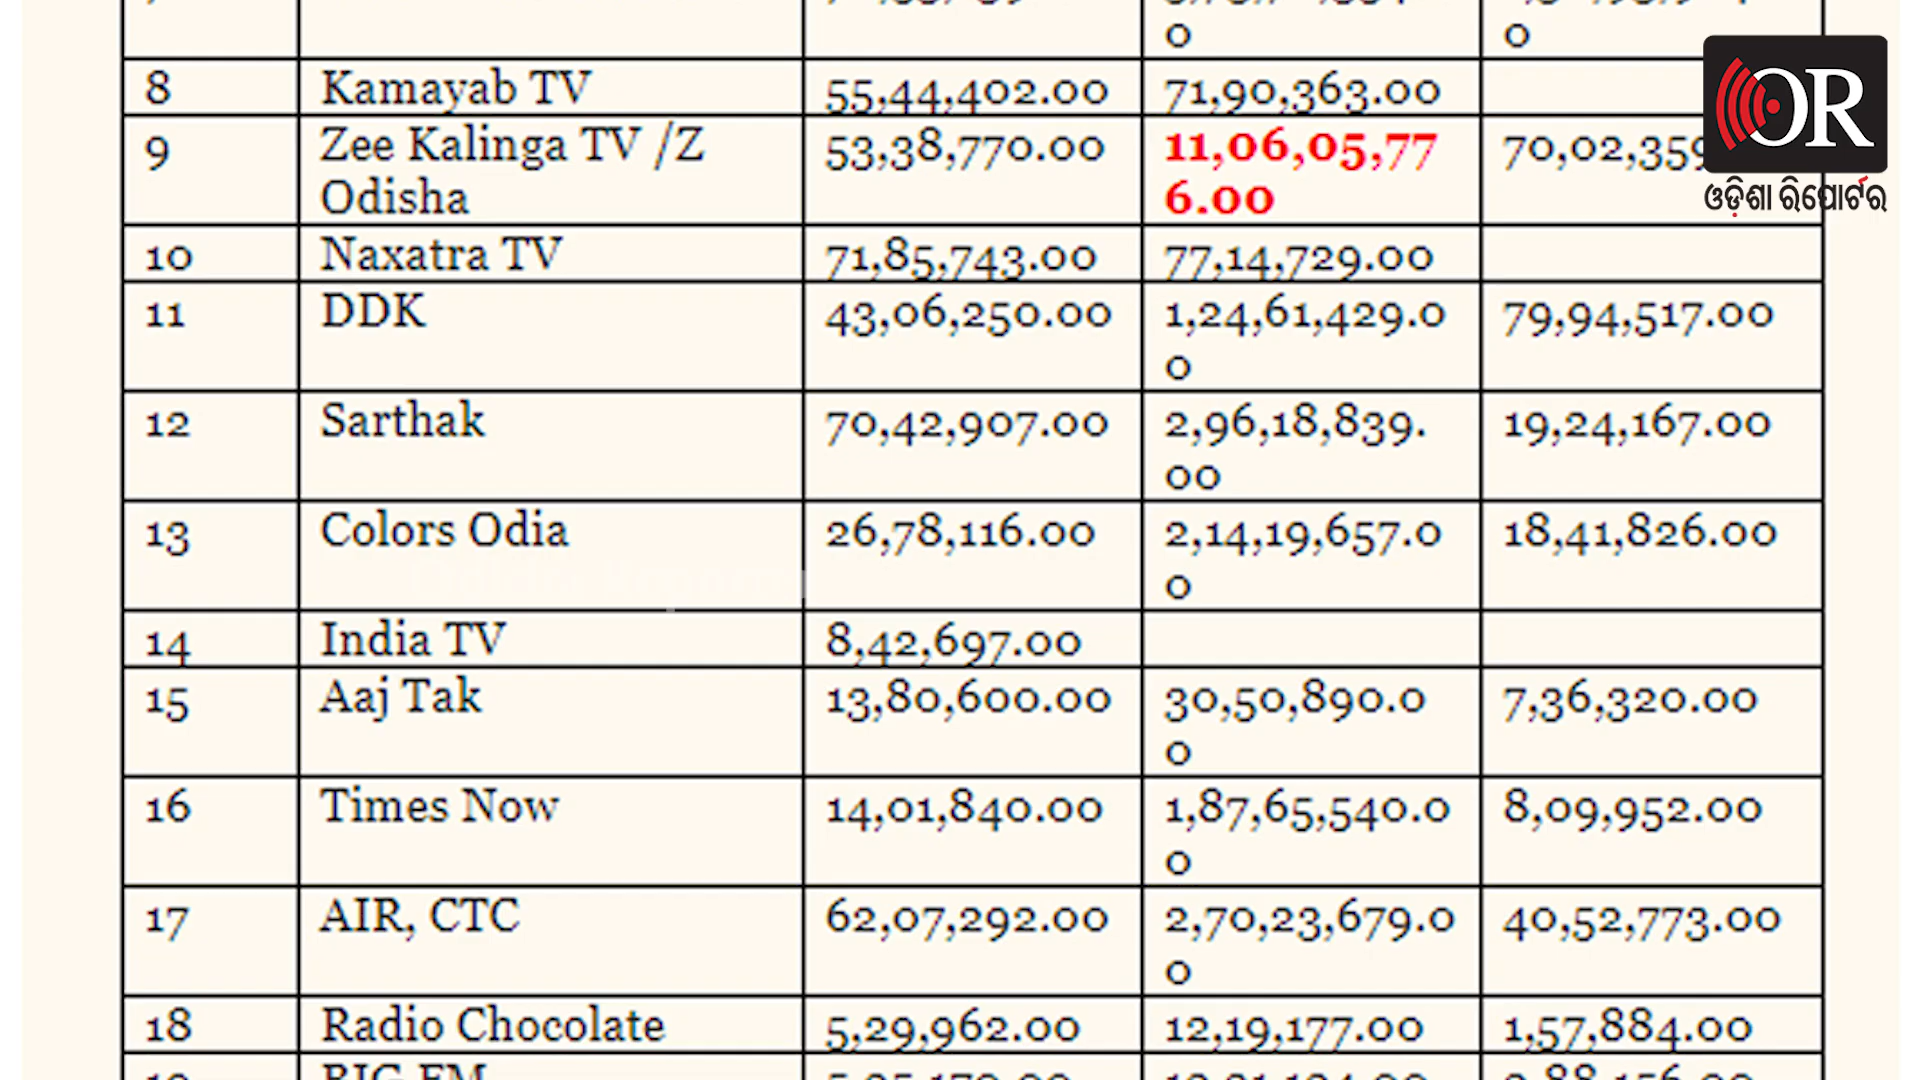 0 0
8 Kamayab TV 55,44,402.00 71,90,363.00
9 Zee Kalinga TV /Z 53,38,770.00 11,06,05,77 70,02,359
Odisha 6.00
10 Naxatra TV 71,85,743.00 77,14,729.00
11 DDK 43,06,250.00 1,24,61,429.0 79,94,517.00
0
12 Sarthak 70,42,907.00 2,96,18,839. 19,24,167.00
00
13 Colors Odia 26,78,116.00 2,14,19,657.0 18,41,826.00
0
14 India TV 8,42,697.00
15 Aaj Tak 13,80,600.00 30,50,890.0 7,36,320.00
0
16 Times Now 14,01,840.00 1,87,65,540.0 8,09,952.00
0
17 AIR, CTC 62,07,292.00 2,70,23,679.0 40,52,773.00
0
18 Radio Chocolate 5,29,962.00 12,19,177.00 1,57,884.00
BIG FM
OR
ଓଡ଼ିଶା ରିପୋର୍ଟର